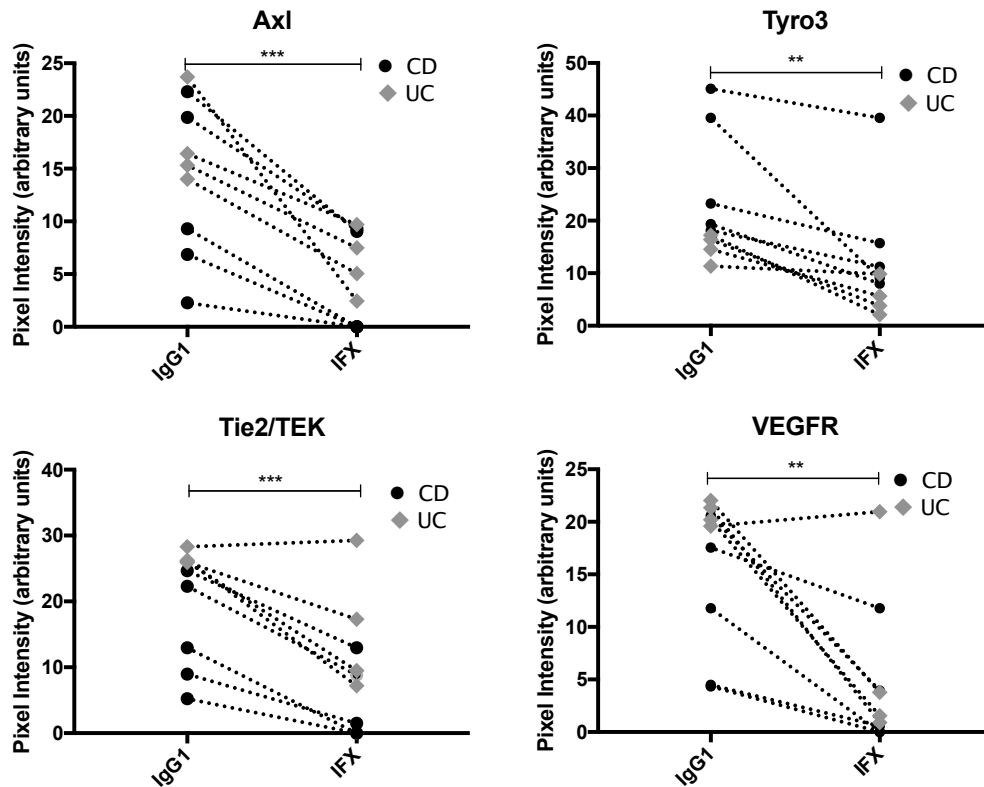 Axl
Pixel Intensity (arbitrary units)
25
20
15
10
5
0
***
CD
UC
IgG1
IFX
Tyro3
Pixel Intensity (arbitrary units)
50
40
30
20
10
0
**
CD
UC
IgG1
IFX
Tie2/TEK
Pixel Intensity (arbitrary units)
40
30
20
10
0
***
CD
UC
IgG1
IFX
VEGFR
Pixel Intensity (arbitrary units)
25
20
15
10
5
0
**
CD
UC
IgG1
IFX